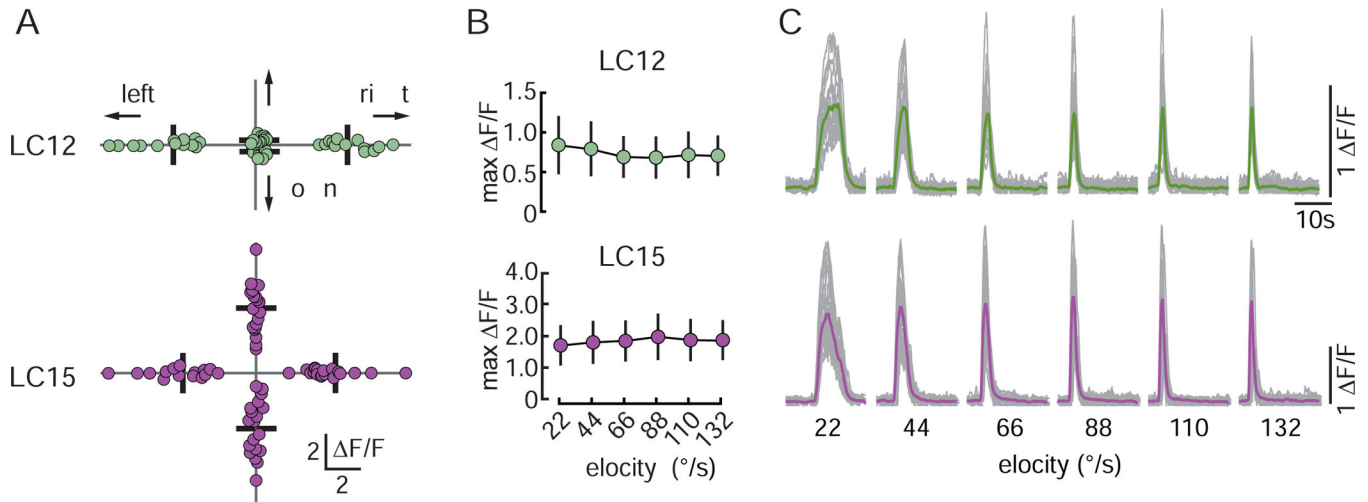 A
left
ri t
LC12
o n
LC15
2 ΔF/F
2
B
LC12
max ΔF/F
1.5
1.0
0.5
0
LC15
max ΔF/F
4.0
3.0
2.0
1.0
0
22 44 66 88 110 132
elocity (°/s)
C
1 ΔF/F
10s
1 ΔF/F
22 44 66 88 110 132
elocity (°/s)